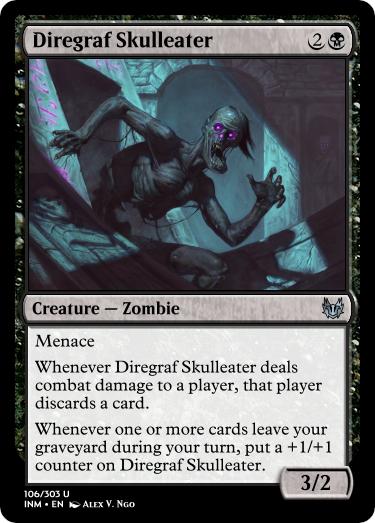 Diregraf Skulleater 2
Creature — Zombie
Menace
Whenever Diregraf Skulleater deals
combat damage to a player, that player
discards a card.
Whenever one or more cards leave your
graveyard during your turn, put a +1/+1
counter on Diregraf Skulleater.
3/2
106/303 U
INM • EN Alex V. Ngo